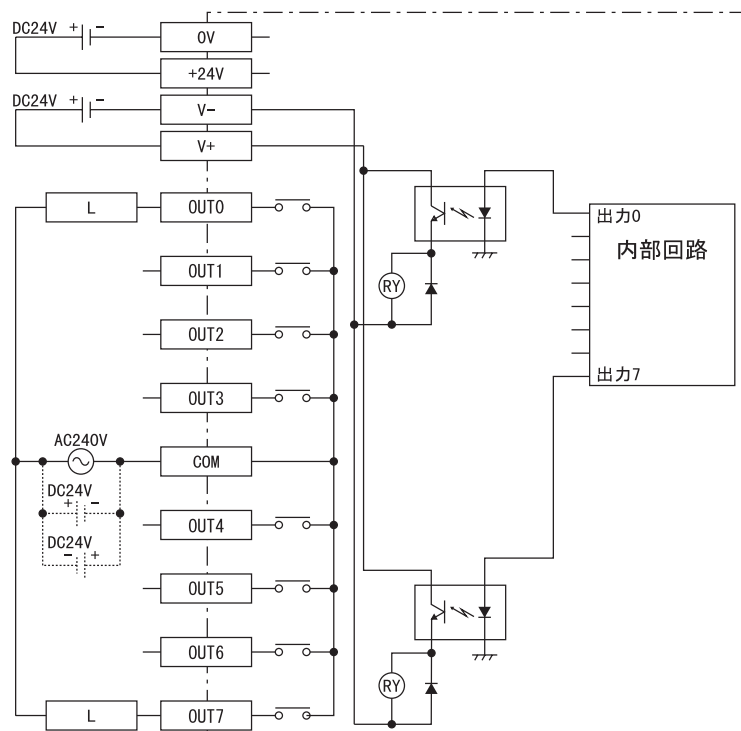 DC24V + -
0V
+24V
DC24V + -
V-
V+
L
OUT0
出力0
内部回路
OUT1
RY
OUT2
出力7
OUT3
AC240V
COM
DC24V
+ -
OUT4
DC24V
- +
OUT5
OUT6
RY
L
OUT7